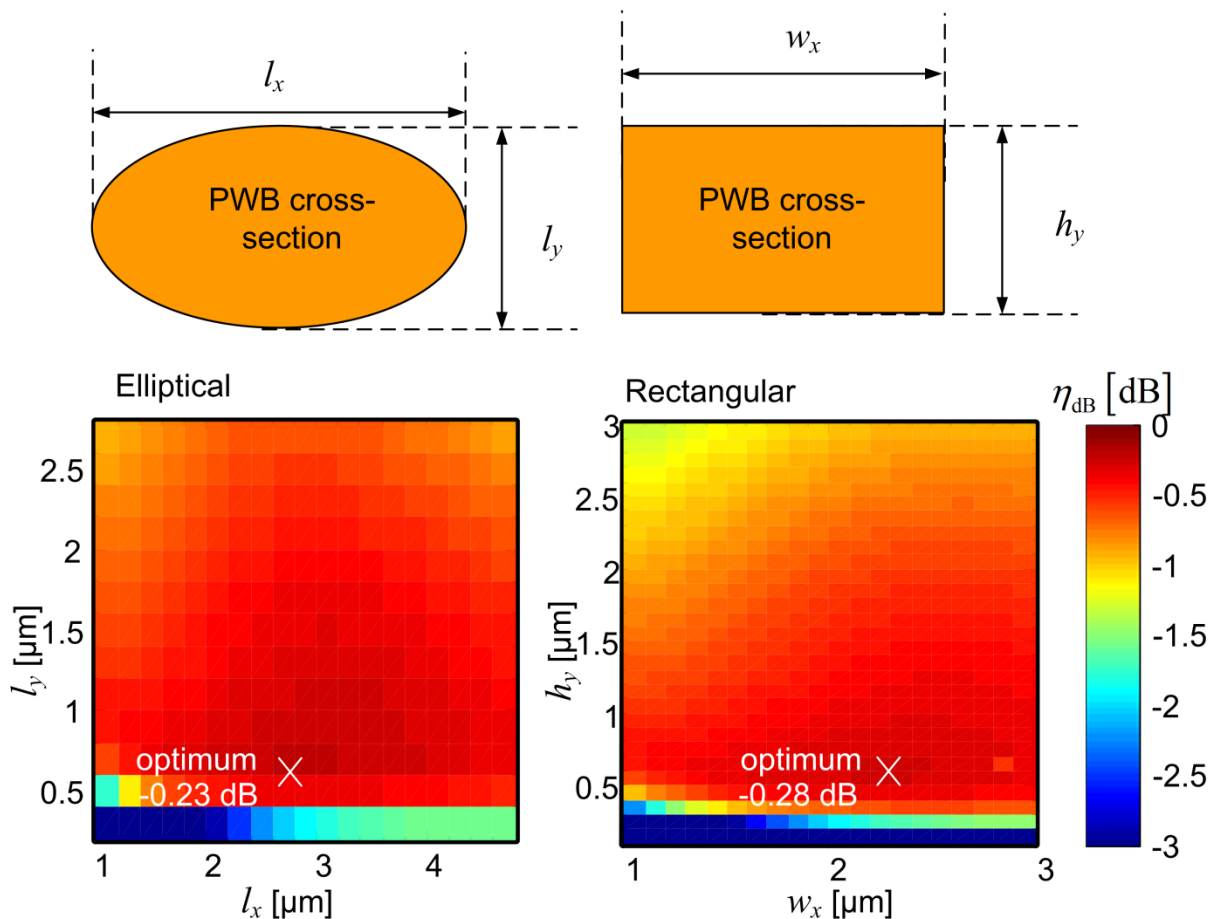 l_x
w_x
PWB cross-
section
l_y
PWB cross-
section
h_y
Elliptical
Rectangular
η_dB [dB]
2.5
2
1.5
1
0.5
l_y [μm]
optimum
-0.23 dB
1 2 3 4
l_x [μm]
3
2.5
2
1.5
1
0.5
h_y [μm]
optimum
-0.28 dB
1 2 3
w_x [μm]
0
-0.5
-1
-1.5
-2
-2.5
-3